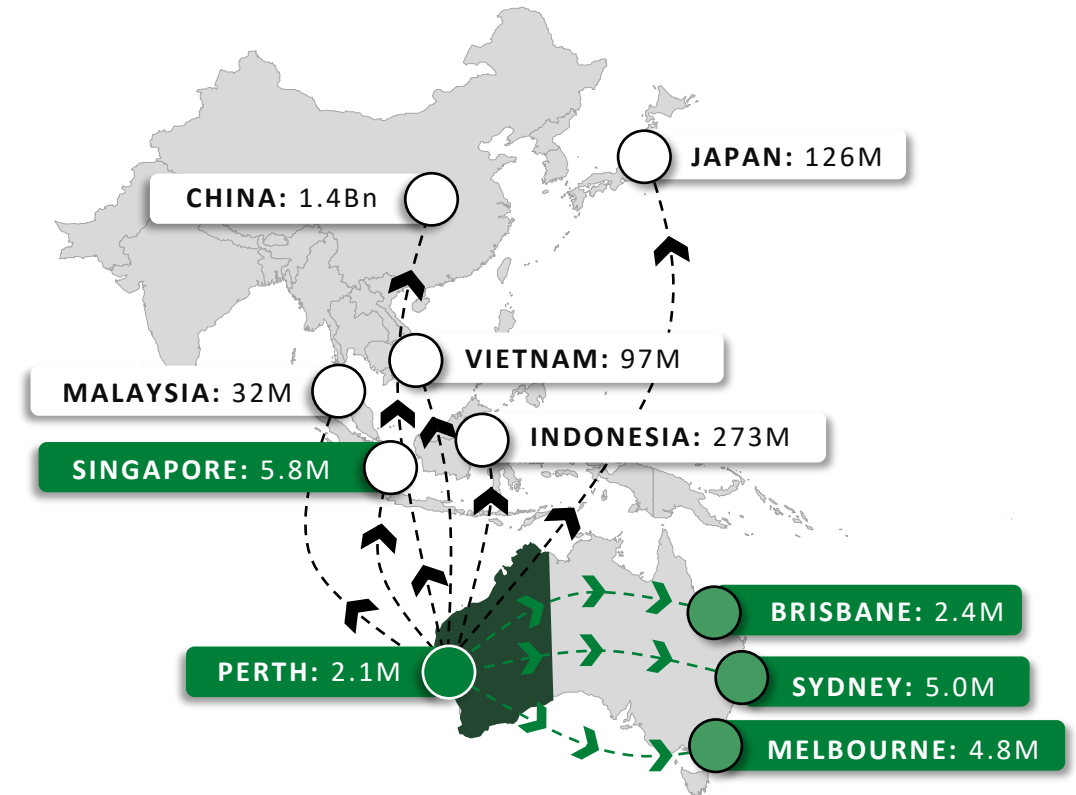 JAPAN: 126M
CHINA: 1.4Bn
VIETNAM: 97M
MALAYSIA: 32M
INDONESIA: 273M
SINGAPORE: 5.8M
BRISBANE: 2.4M
PERTH: 2.1M
SYDNEY: 5.0M
MELBOURNE: 4.8M